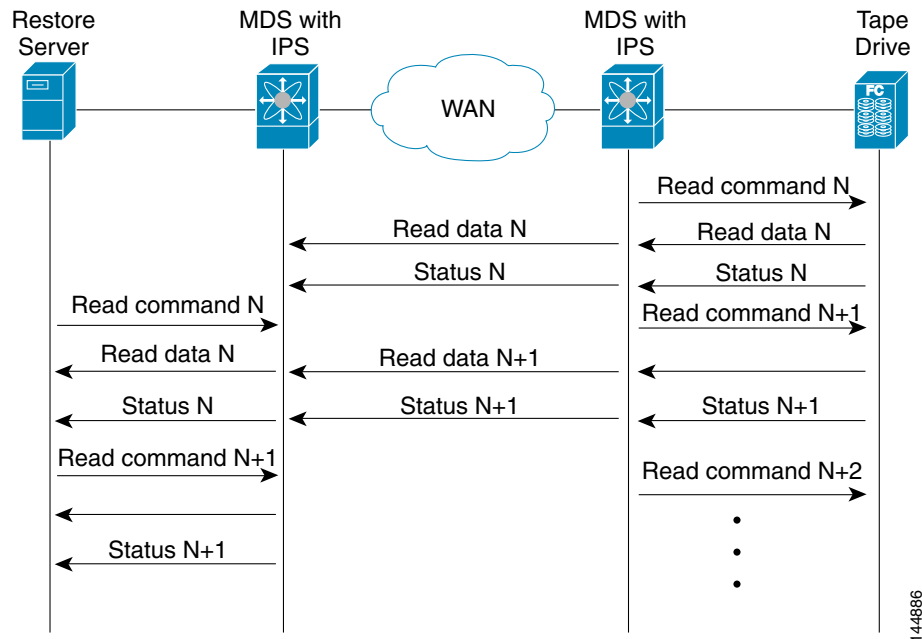 Restore
Server
MDS with
IPS
MDS with
IPS
Tape
Drive
WAN
FC
Read command N
Read data N
Read data N
Status N
Status N
Read command N
Read command N+1
Read data N
Read data N+1
Status N
Status N+1
Status N+1
Read command N+1
Read command N+2
Status N+1
144886